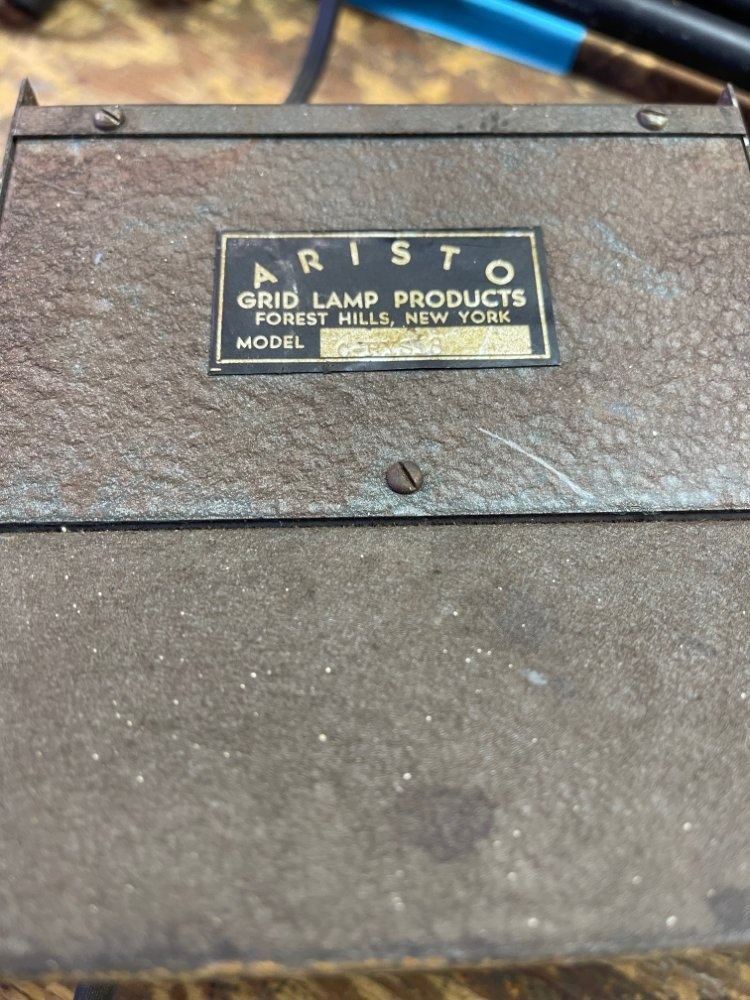 ARISTO
GRID LAMP PRODUCTS
FOREST HILLS, NEW YORK
MODEL